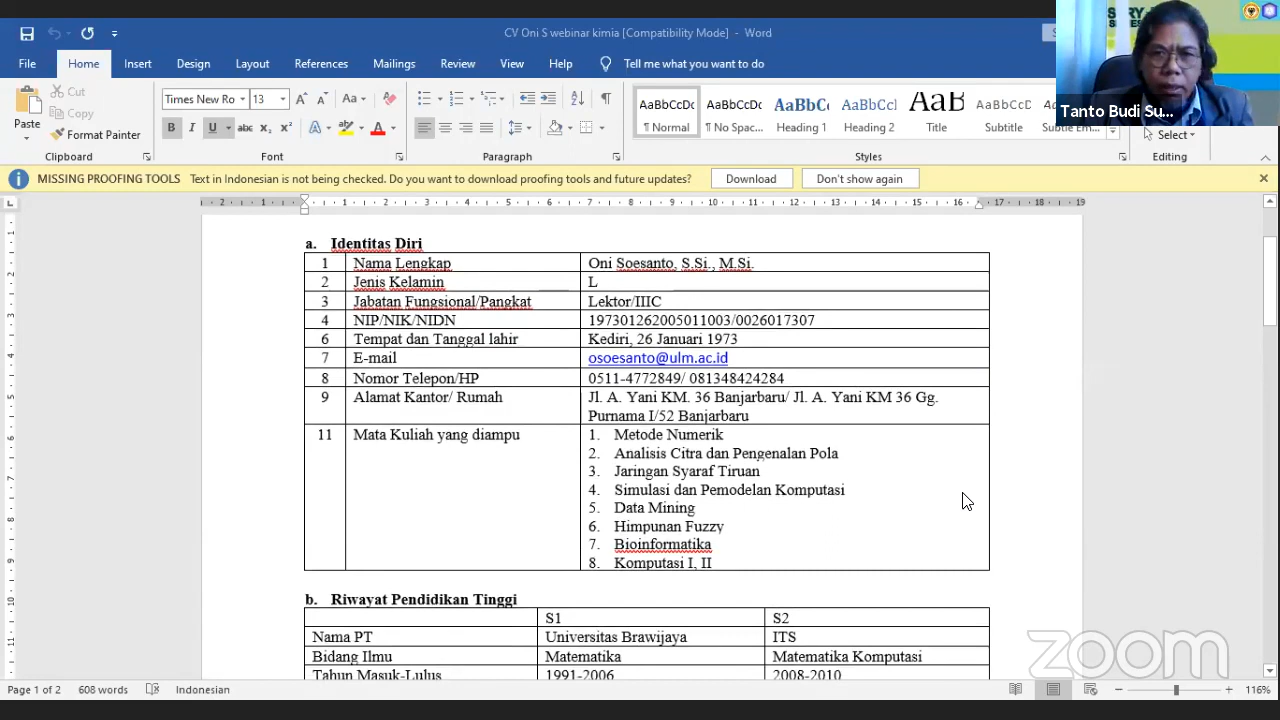 CV Oni S webinar kimia [Compatibility Mode] - Word
File Home Insert Design Layout References Mailings Review View Help Tell me what you want to do
Paste
Cut
Copy
Format Painter
Clipboard
Times New Ro 13
B I U abc x₂ x² A A
Font
Paragraph
AaBbCcDc AaBbCcDc AaBbC AaBbCcC AaB AaBbCcC
¶ Normal ¶ No Spac... Heading 1 Heading 2 Title Subtitle Subtle Em...
Styles
Select
Editing
Tanto Budi Su...
MISSING PROOFING TOOLS Text in Indonesian is not being checked. Do you want to download proofing tools and future updates? Download Don't show again
a. Identitas Diri
1 Nama Lengkap Oni Soesanto, S.Si., M.Si.
2 Jenis Kelamin L
3 Jabatan Fungsional/Pangkat Lektor/IIIC
4 NIP/NIK/NIDN 197301262005011003/0026017307
6 Tempat dan Tanggal lahir Kediri, 26 Januari 1973
7 E-mail osoesanto@ulm.ac.id
8 Nomor Telepon/HP 0511-4772849/ 081348424284
9 Alamat Kantor/ Rumah Jl. A. Yani KM. 36 Banjarbaru/ Jl. A. Yani KM 36 Gg.
Purnama I/52 Banjarbaru
11 Mata Kuliah yang diampu 1. Metode Numerik
2. Analisis Citra dan Pengenalan Pola
3. Jaringan Syaraf Tiruan
4. Simulasi dan Pemodelan Komputasi
5. Data Mining
6. Himpunan Fuzzy
7. Bioinformatika
8. Komputasi I, II
b. Riwayat Pendidikan Tinggi
S1 S2
Nama PT Universitas Brawijaya ITS
Bidang Ilmu Matematika Matematika Komputasi
Tahun Masuk-Lulus 1991-2006 2008-2010
zoom
Page 1 of 2 608 words Indonesian 116%